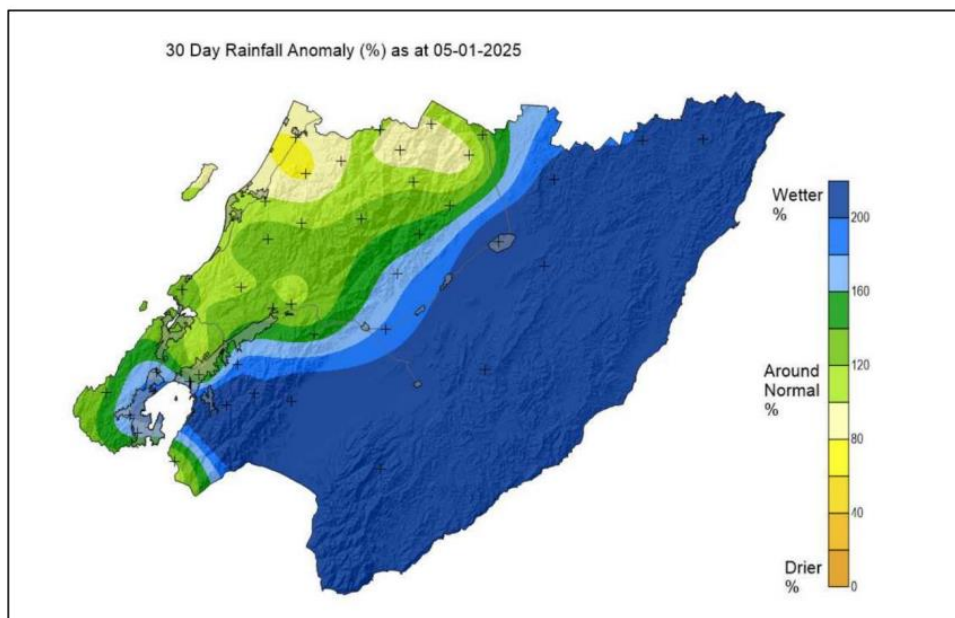 30 Day Rainfall Anomaly (%) as at 05-01-2025
Wetter
%
200
160
120
Around
Normal
%
80
40
Drier
%
0